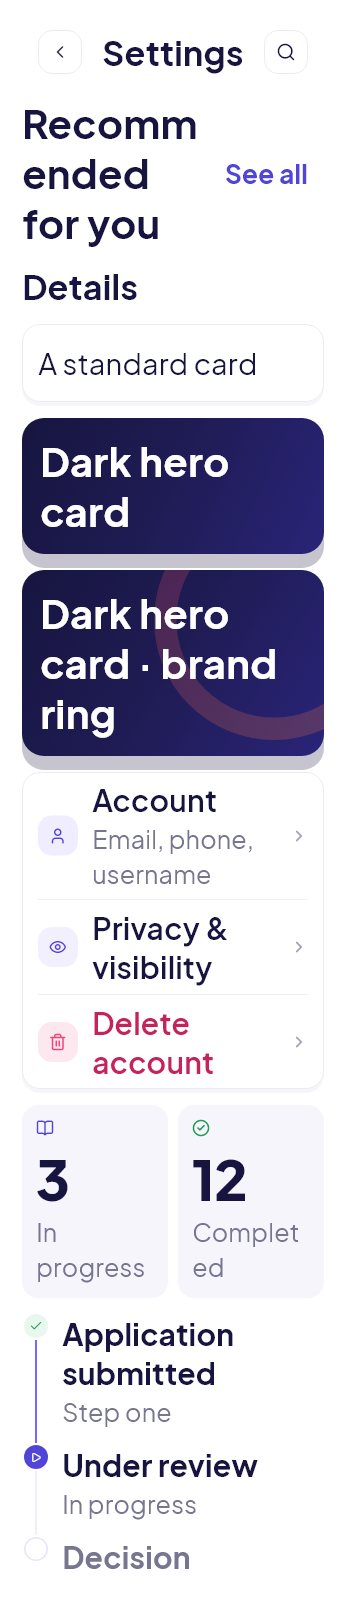 Settings
Recomm
ended
for you
See all
Details
A standard card
Dark hero
card
Dark hero
card · brand
ring
Account
Email, phone,
username
Privacy &
visibility
Delete
account
3
In
progress
12
Complet
ed
Application
submitted
Step one
Under review
In progress
Decision